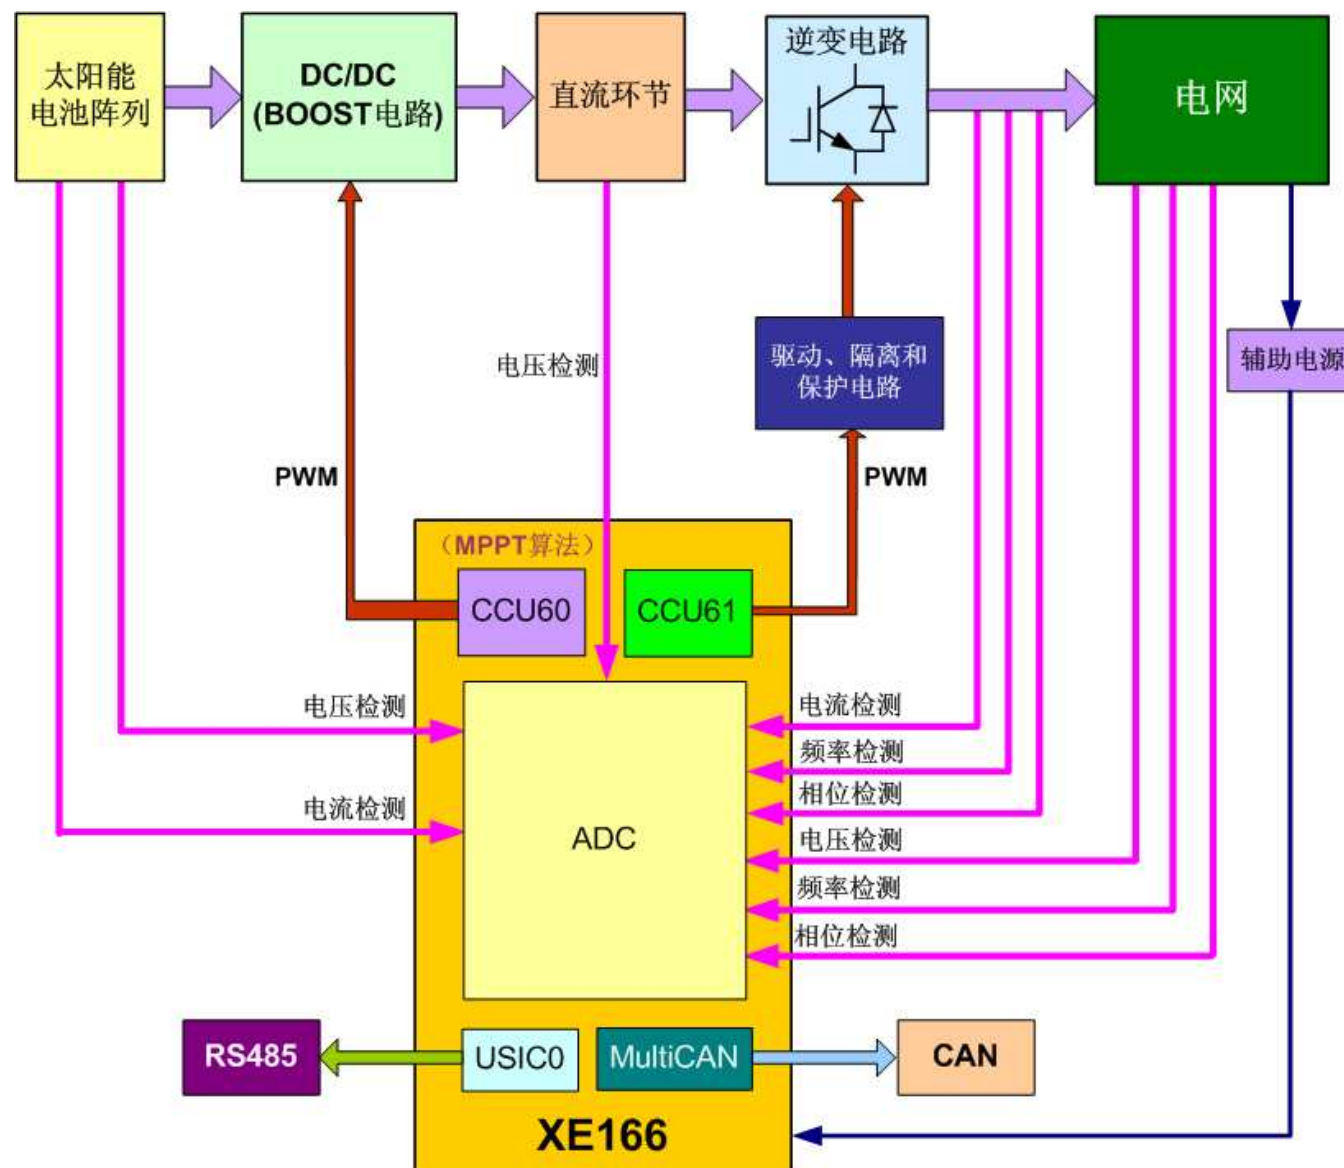 太阳能
电池阵列
DC/DC
(BOOST电路)
直流环节
逆变电路
电网
电压检测
驱动、隔离和
保护电路
辅助电源
PWM
PWM
（MPPT算法）
CCU60
CCU61
电压检测
电流检测
ADC
电流检测
频率检测
相位检测
电压检测
频率检测
相位检测
RS485
USIC0
MultiCAN
CAN
XE166